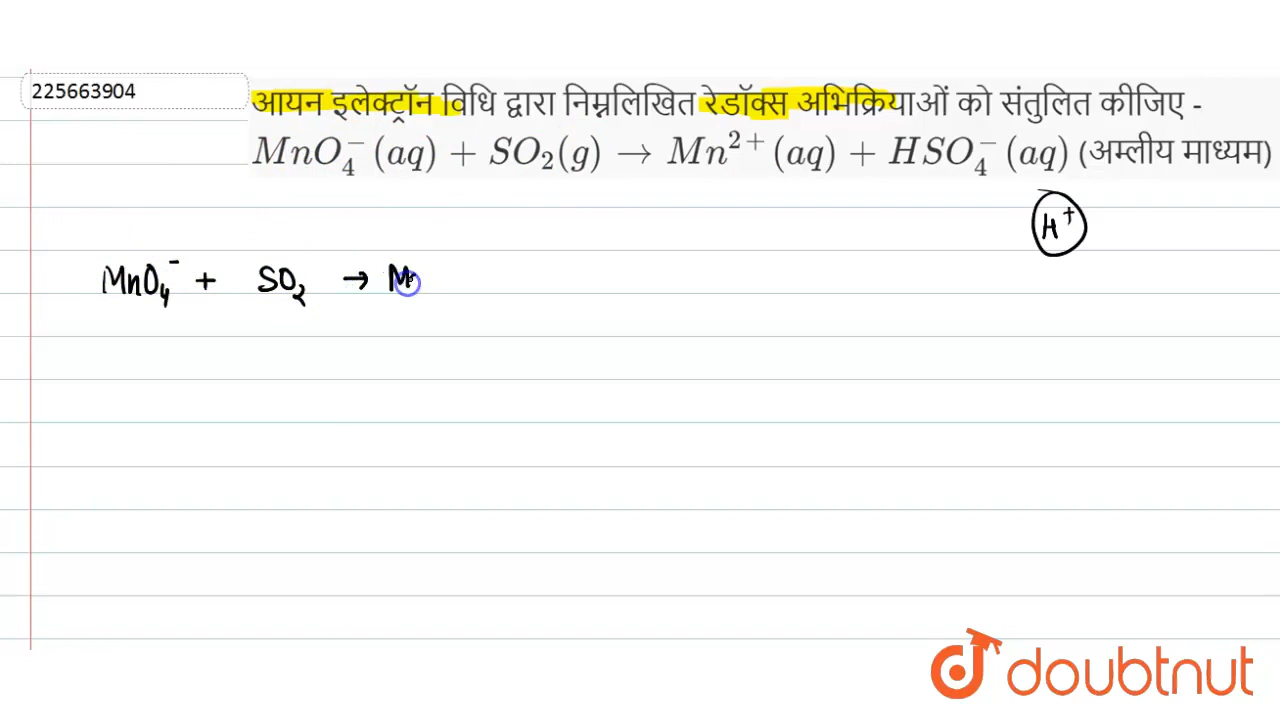 225663904
आयन इलेक्ट्रॉन विधि द्वारा निम्नलिखित रेडॉक्स अभिक्रियाओं को संतुलित कीजिए -
MnO₄⁻(aq) + SO₂(g) → Mn²⁺(aq) + HSO₄⁻(aq) (अम्लीय माध्यम)
H⁺
MnO₄⁻ + SO₂ → M
doubtnut